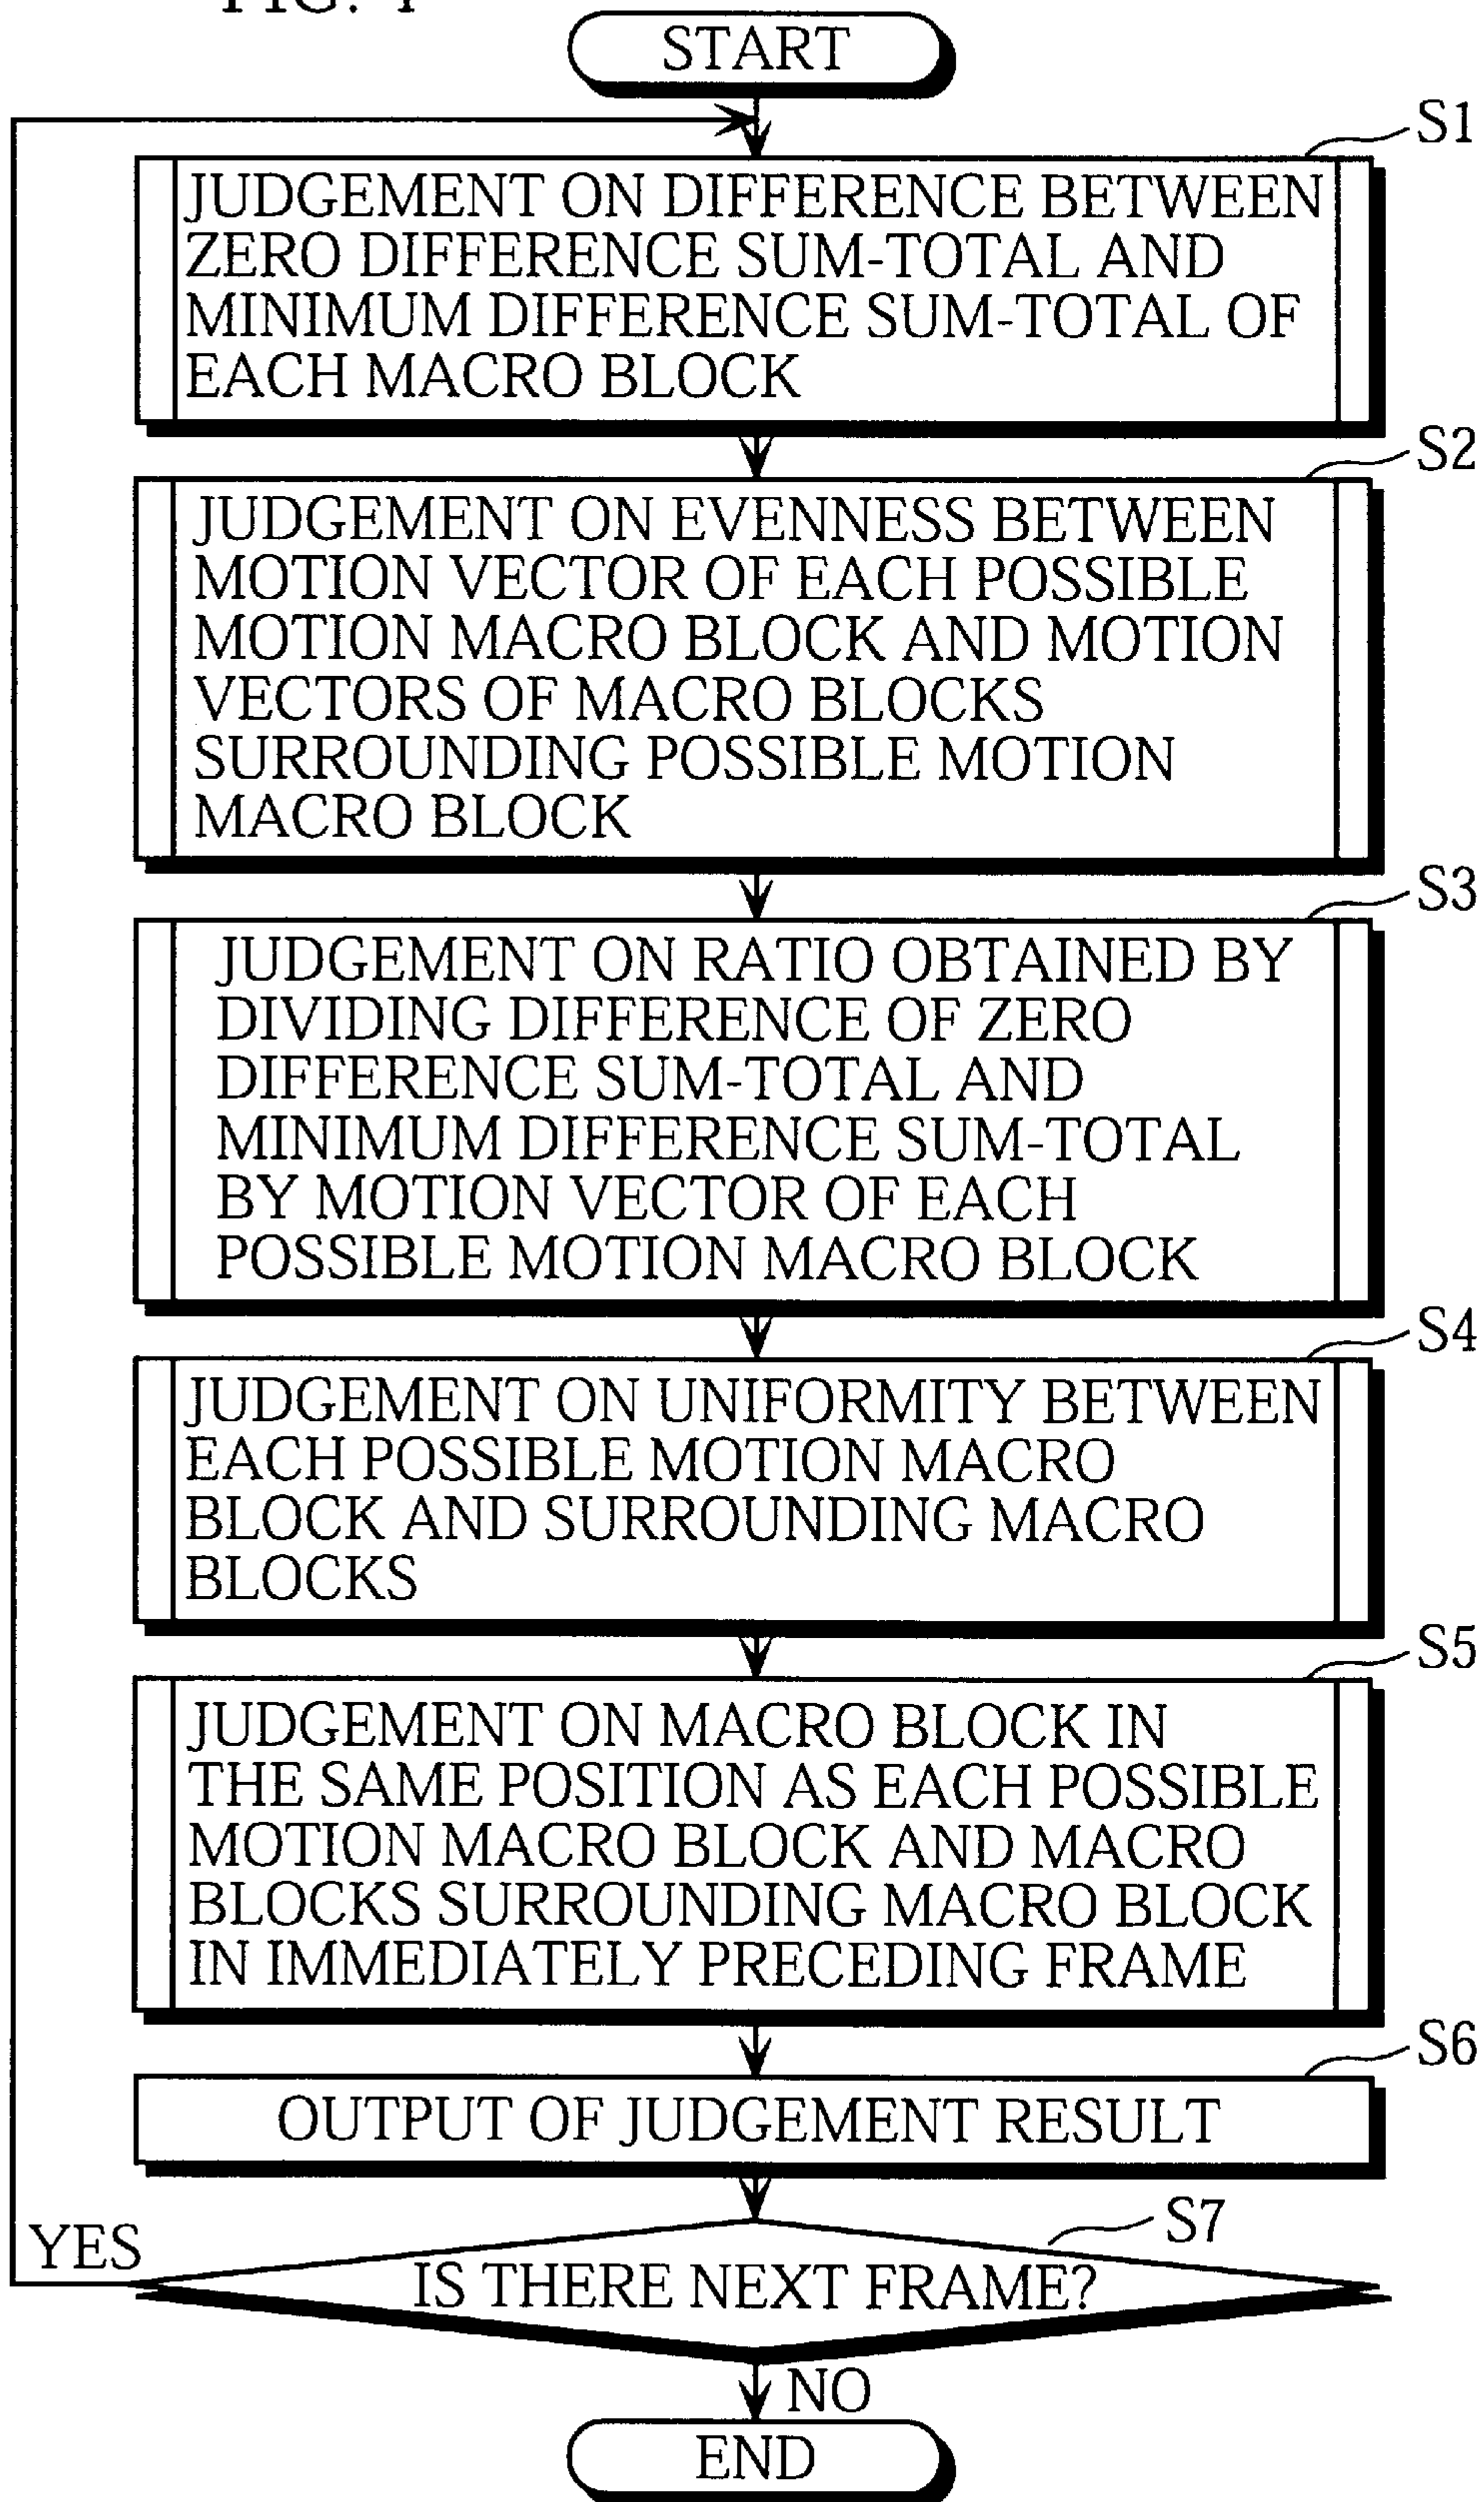 START
S1
JUDGEMENT ON DIFFERENCE BETWEEN
ZERO DIFFERENCE SUM-TOTAL AND
MINIMUM DIFFERENCE SUM-TOTAL OF
EACH MACRO BLOCK
S2
JUDGEMENT ON EVENNESS BETWEEN
MOTION VECTOR OF EACH POSSIBLE
MOTION MACRO BLOCK AND MOTION
VECTORS OF MACRO BLOCKS
SURROUNDING POSSIBLE MOTION
MACRO BLOCK
S3
JUDGEMENT ON RATIO OBTAINED BY
DIVIDING DIFFERENCE OF ZERO
DIFFERENCE SUM-TOTAL AND
MINIMUM DIFFERENCE SUM-TOTAL
BY MOTION VECTOR OF EACH
POSSIBLE MOTION MACRO BLOCK
S4
JUDGEMENT ON UNIFORMITY BETWEEN
EACH POSSIBLE MOTION MACRO
BLOCK AND SURROUNDING MACRO
BLOCKS
S5
JUDGEMENT ON MACRO BLOCK IN
THE SAME POSITION AS EACH POSSIBLE
MOTION MACRO BLOCK AND MACRO
BLOCKS SURROUNDING MACRO BLOCK
IN IMMEDIATELY PRECEDING FRAME
S6
OUTPUT OF JUDGEMENT RESULT
S7
YES
IS THERE NEXT FRAME?
NO
END